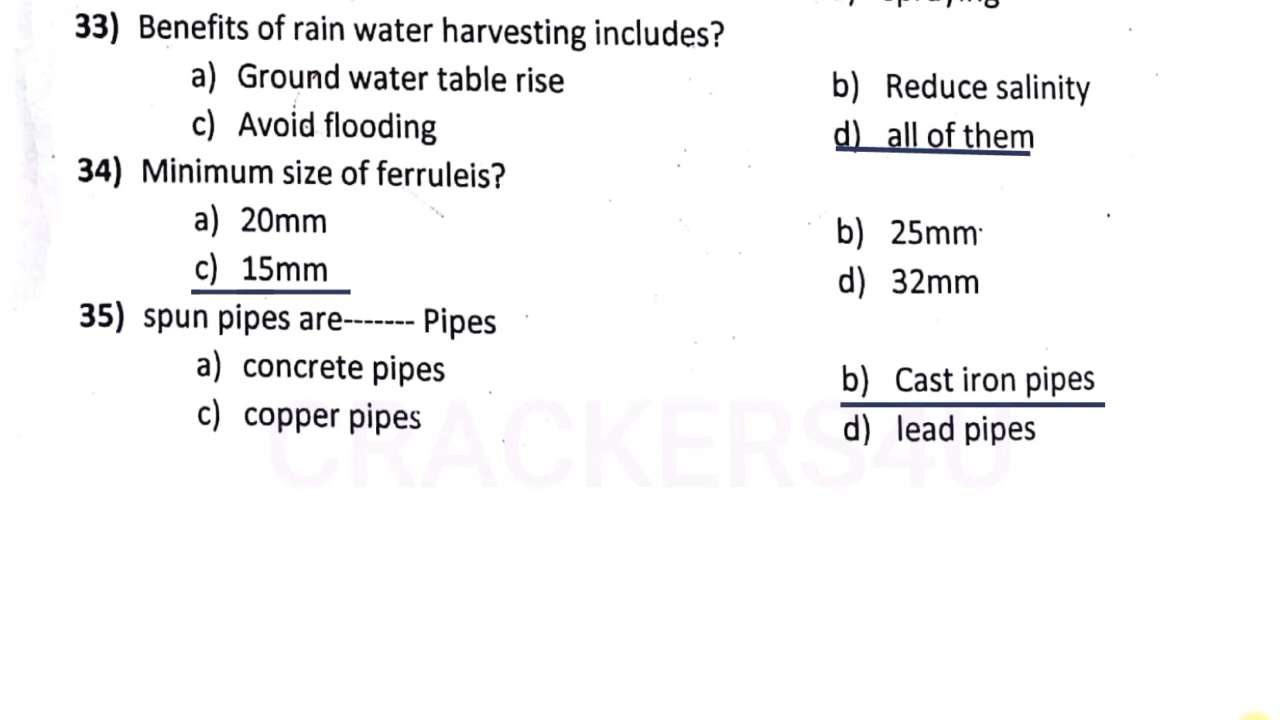 33) Benefits of rain water harvesting includes?
a) Ground water table rise
b) Reduce salinity
c) Avoid flooding
d) all of them
34) Minimum size of ferruleis?
a) 20mm
b) 25mm
c) 15mm
d) 32mm
35) spun pipes are------- Pipes
a) concrete pipes
b) Cast iron pipes
c) copper pipes
d) lead pipes
CRACKERS4U